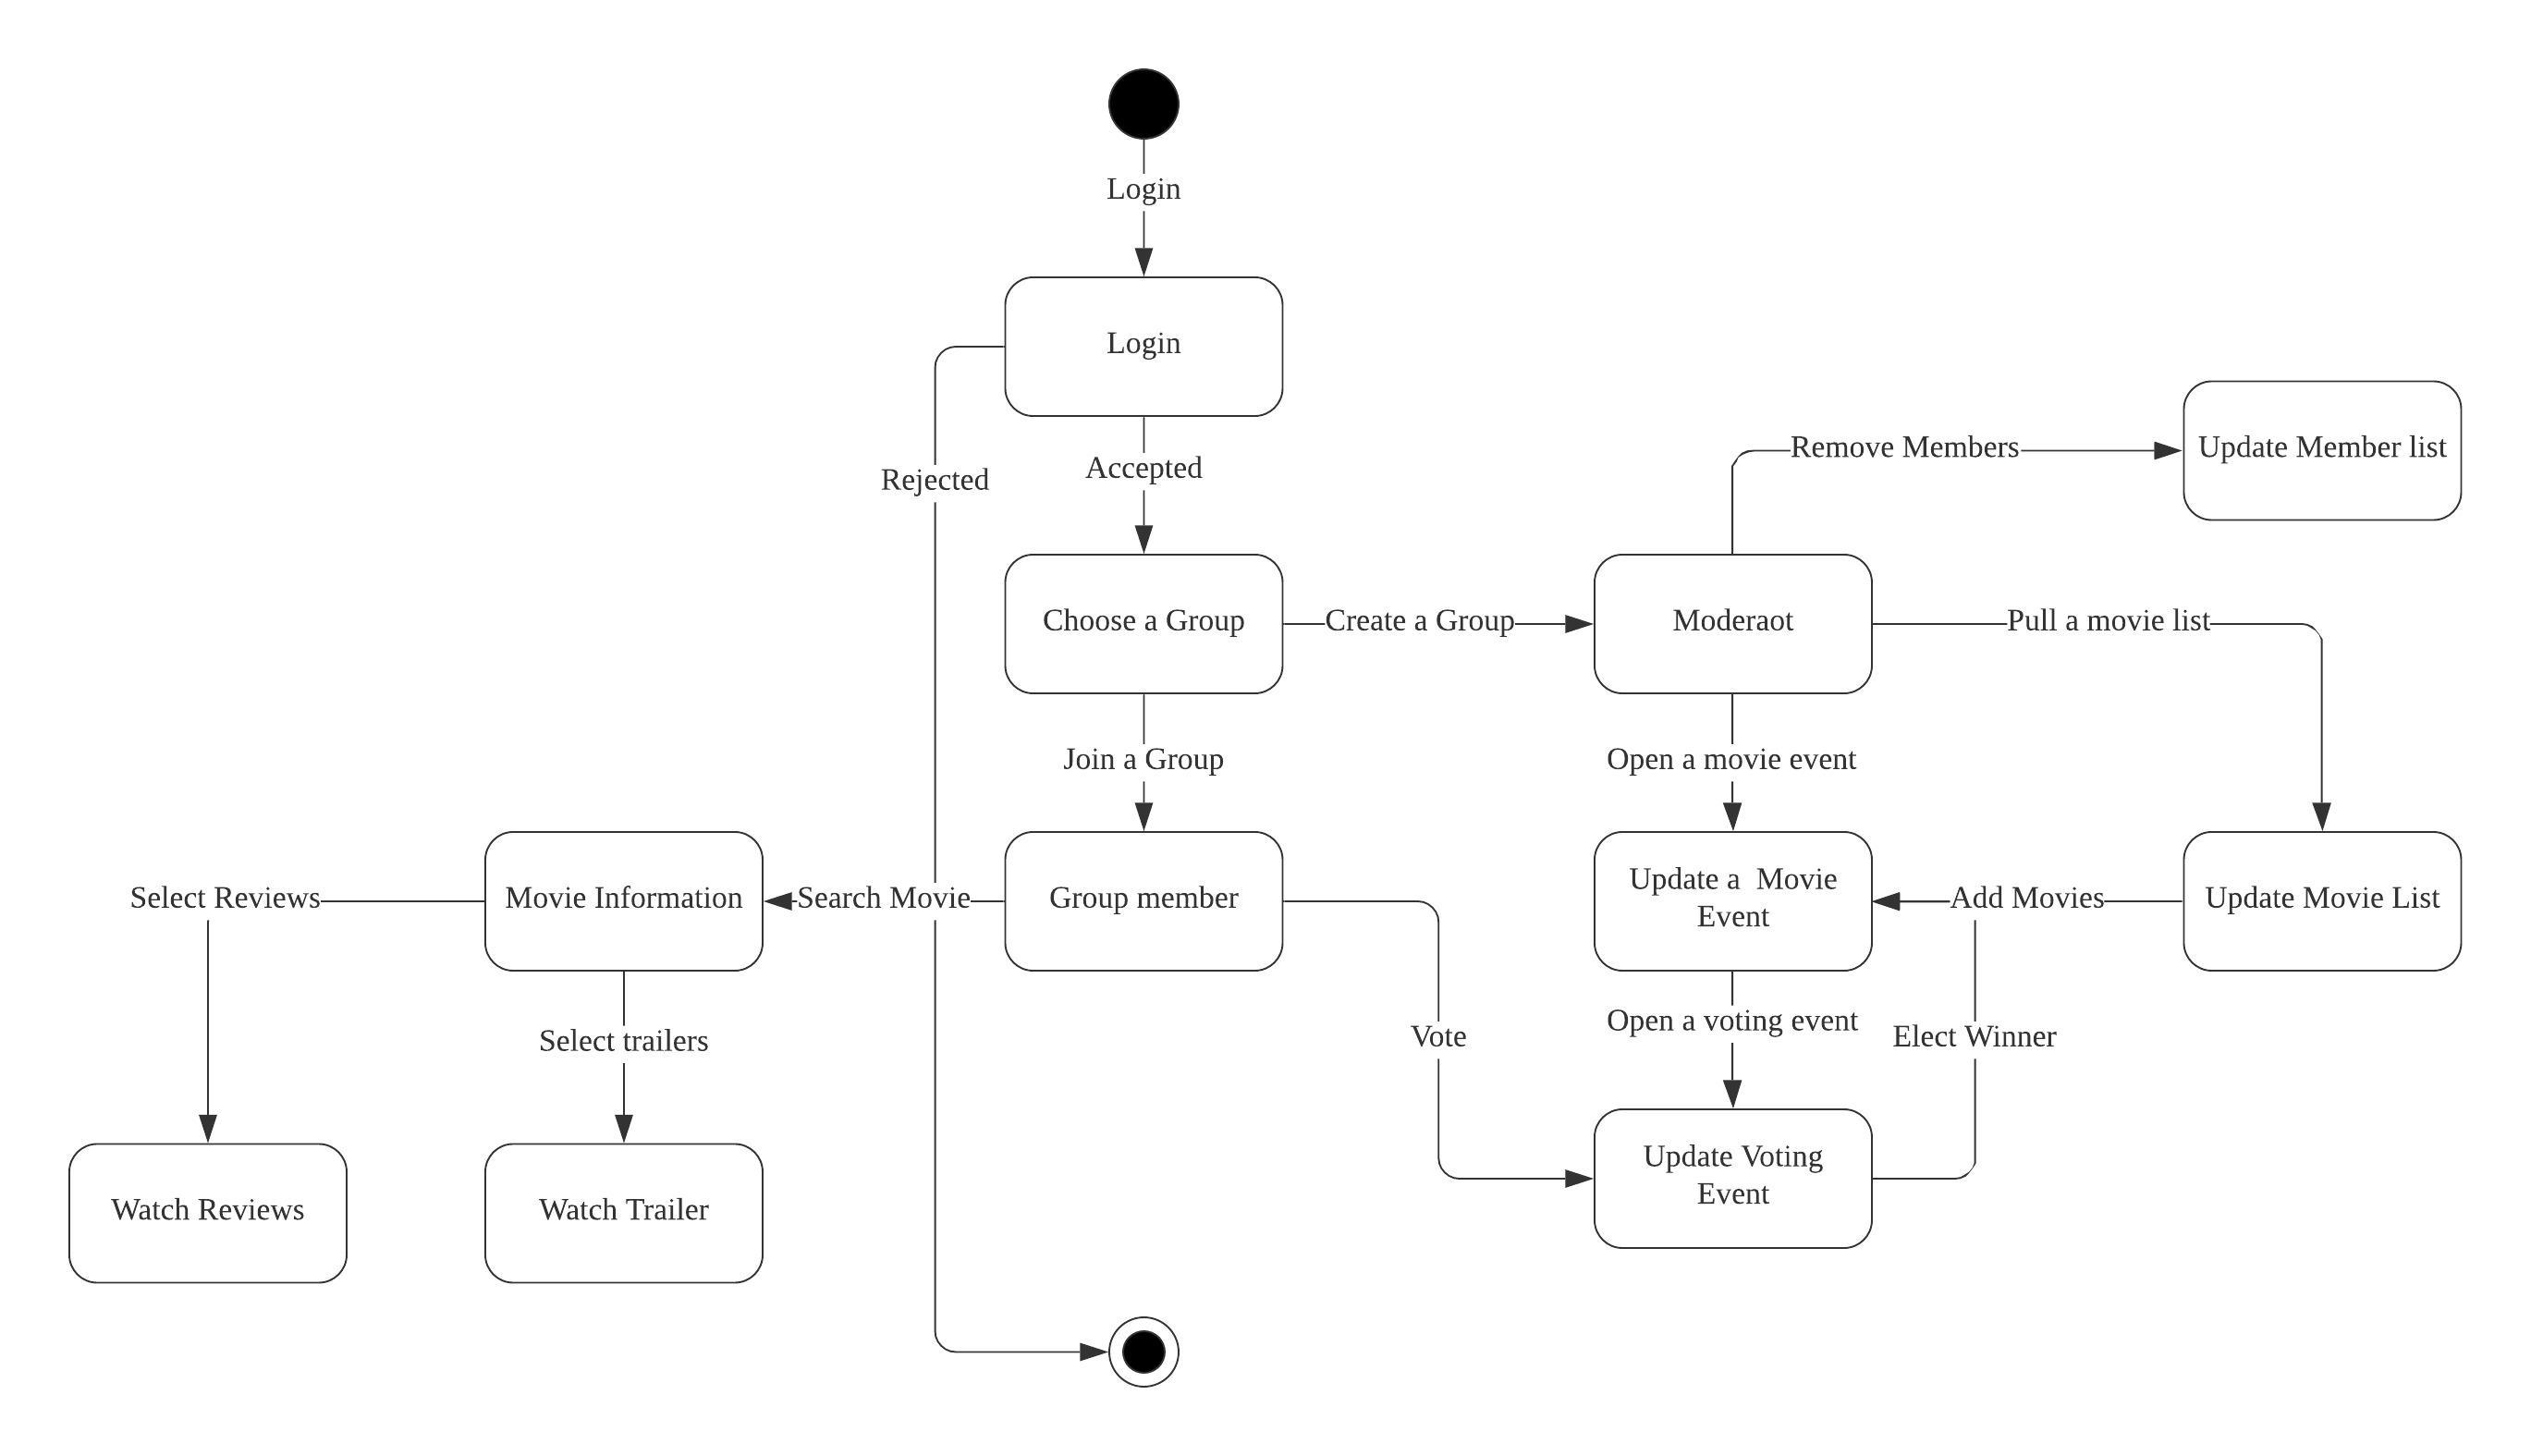 Login
Login
Rejected
Accepted
Remove Members
Update Member list
Choose a Group
Create a Group
Moderaot
Pull a movie list
Join a Group
Open a movie event
Select Reviews
Movie Information
Search Movie
Group member
Update a  Movie
Event
Add Movies
Update Movie List
Select trailers
Vote
Open a voting event
Elect Winner
Watch Reviews
Watch Trailer
Update Voting
Event